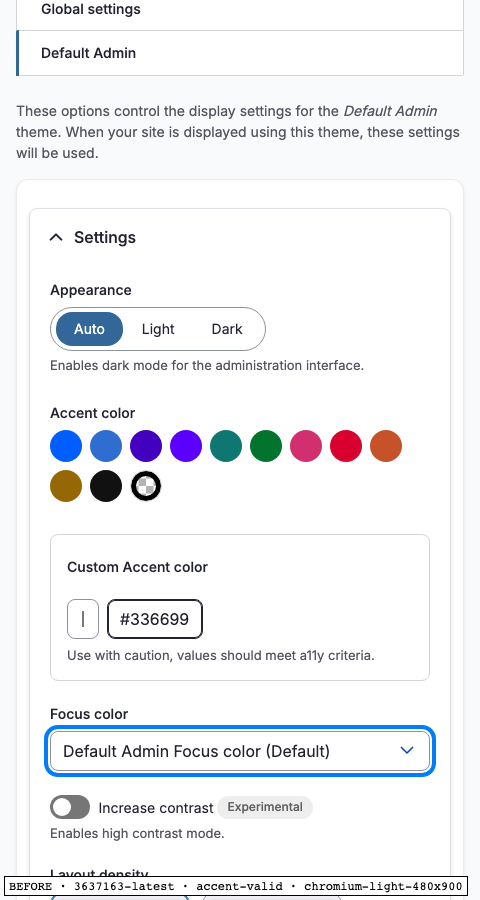 Global settings
Default Admin
These options control the display settings for the Default Admin
theme. When your site is displayed using this theme, these settings
will be used.
Settings
Appearance
Auto Light Dark
Enables dark mode for the administration interface.
Accent color
Custom Accent color
#336699
Use with caution, values should meet a11y criteria.
Focus color
Default Admin Focus color (Default)
Increase contrast Experimental
Enables high contrast mode.
Layout density
BEFORE · 3637163-latest · accent-valid · chromium-light-480x900